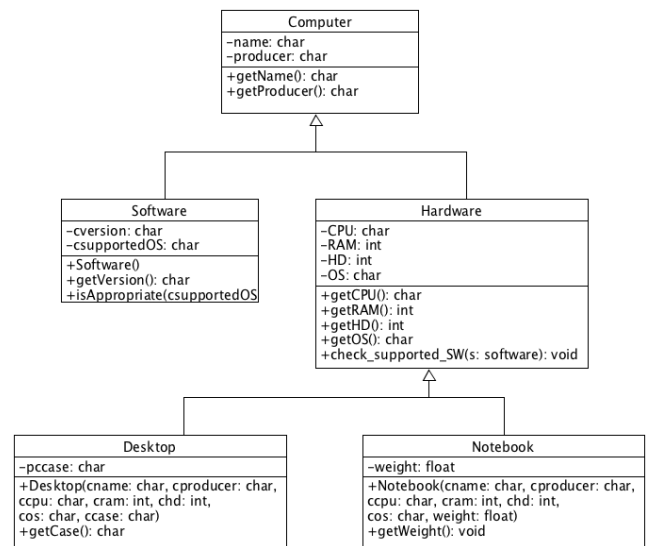 Computer
–name: char
–producer: char
+getName(): char
+getProducer(): char
Software
–cversion: char
–csupportedOS: char
+Software()
+getVersion(): char
+isAppropriate(csupportedOS
Hardware
–CPU: char
–RAM: int
–HD: int
–OS: char
+getCPU(): char
+getRAM(): int
+getHD(): int
+getOS(): char
+check_supported_SW(s: software): void
Desktop
–pccase: char
+Desktop(cname: char, cproducer: char,
ccpu: char, cram: int, chd: int,
cos: char, ccase: char)
+getCase(): char
Notebook
–weight: float
+Notebook(cname: char, cproducer: char,
ccpu: char, cram: int, chd: int,
cos: char, weight: float)
+getWeight(): void